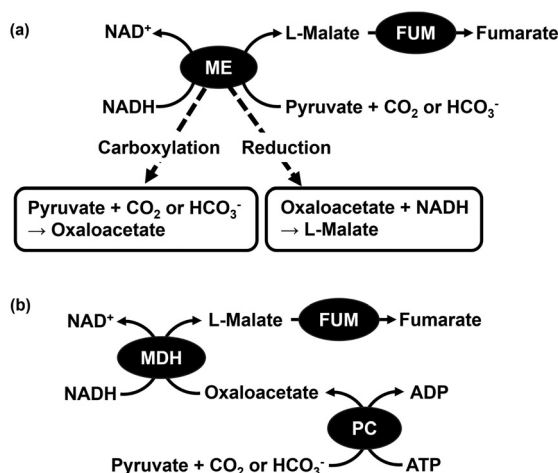 (a)
NAD⁺ L-Malate FUM Fumarate
ME
NADH Pyruvate + CO₂ or HCO₃⁻
Carboxylation Reduction
Pyruvate + CO₂ or HCO₃⁻
→ Oxaloacetate
Oxaloacetate + NADH
→ L-Malate
(b)
NAD⁺ L-Malate FUM Fumarate
MDH
NADH Oxaloacetate ADP
PC
Pyruvate + CO₂ or HCO₃⁻ ATP